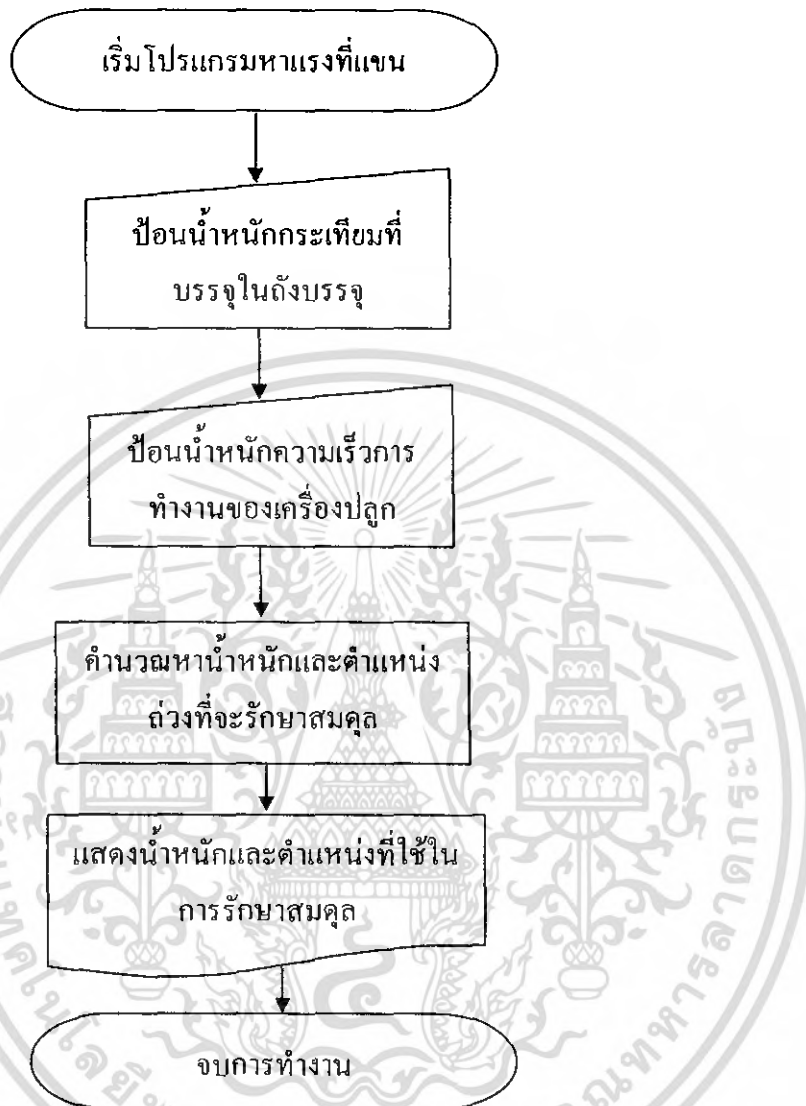 เริ่มโปรแกรมหาแรงที่แขน
ป้อนน้ำหนักกระเทียมที่
บรรจุในถังบรรจุ
ป้อนน้ำหนักความเร็วการ
ทำงานของเครื่องปลูก
คำนวณหาน้ำหนักและตำแหน่ง
ถ่วงที่จะรักษาสมดุล
แสดงน้ำหนักและตำแหน่งที่ใช้ใน
การรักษาสมดุล
จบการทำงาน